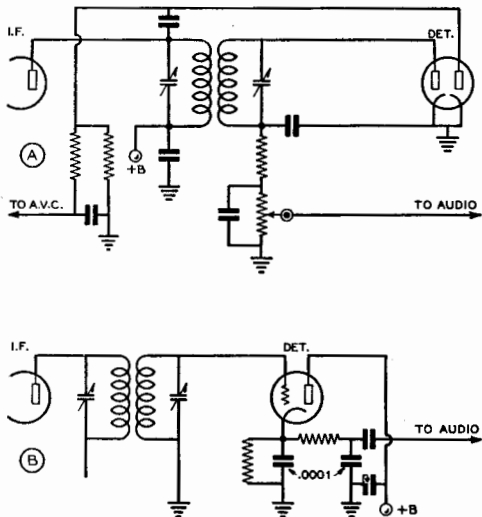 I.F.
DET.
A
+B
TO A.V.C.
TO AUDIO
I.F.
DET.
B
TO AUDIO
.0001
+B